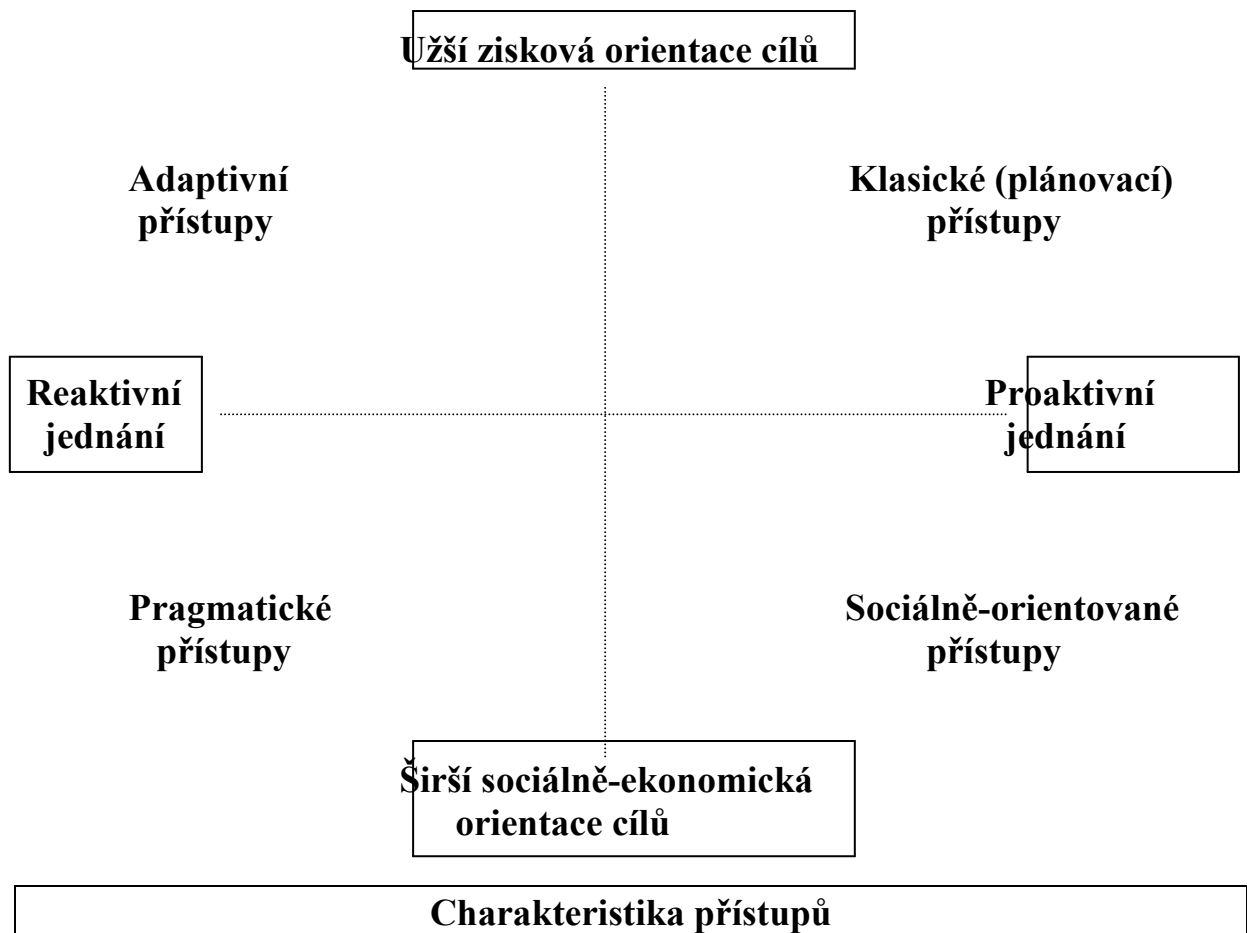 Užší zisková orientace cílů
Adaptivní
přístupy
Klasické (plánovací)
přístupy
Reaktivní
jednání
Proaktivní
jednání
Pragmatické
přístupy
Sociálně-orientované
přístupy
Širší sociálně-ekonomická
orientace cílů
Charakteristika přístupů